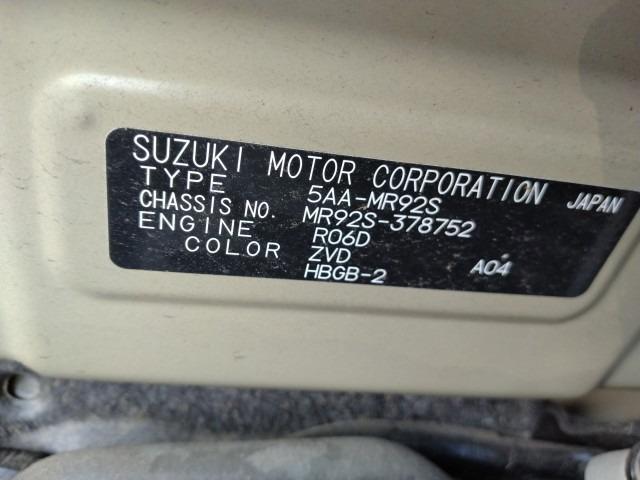 SUZUKI MOTOR CORPORATION JAPAN
TYPE 5AA-MR92S
CHASSIS NO. MR92S-378752
ENGINE R06D
COLOR ZVD A04
HBGB-2